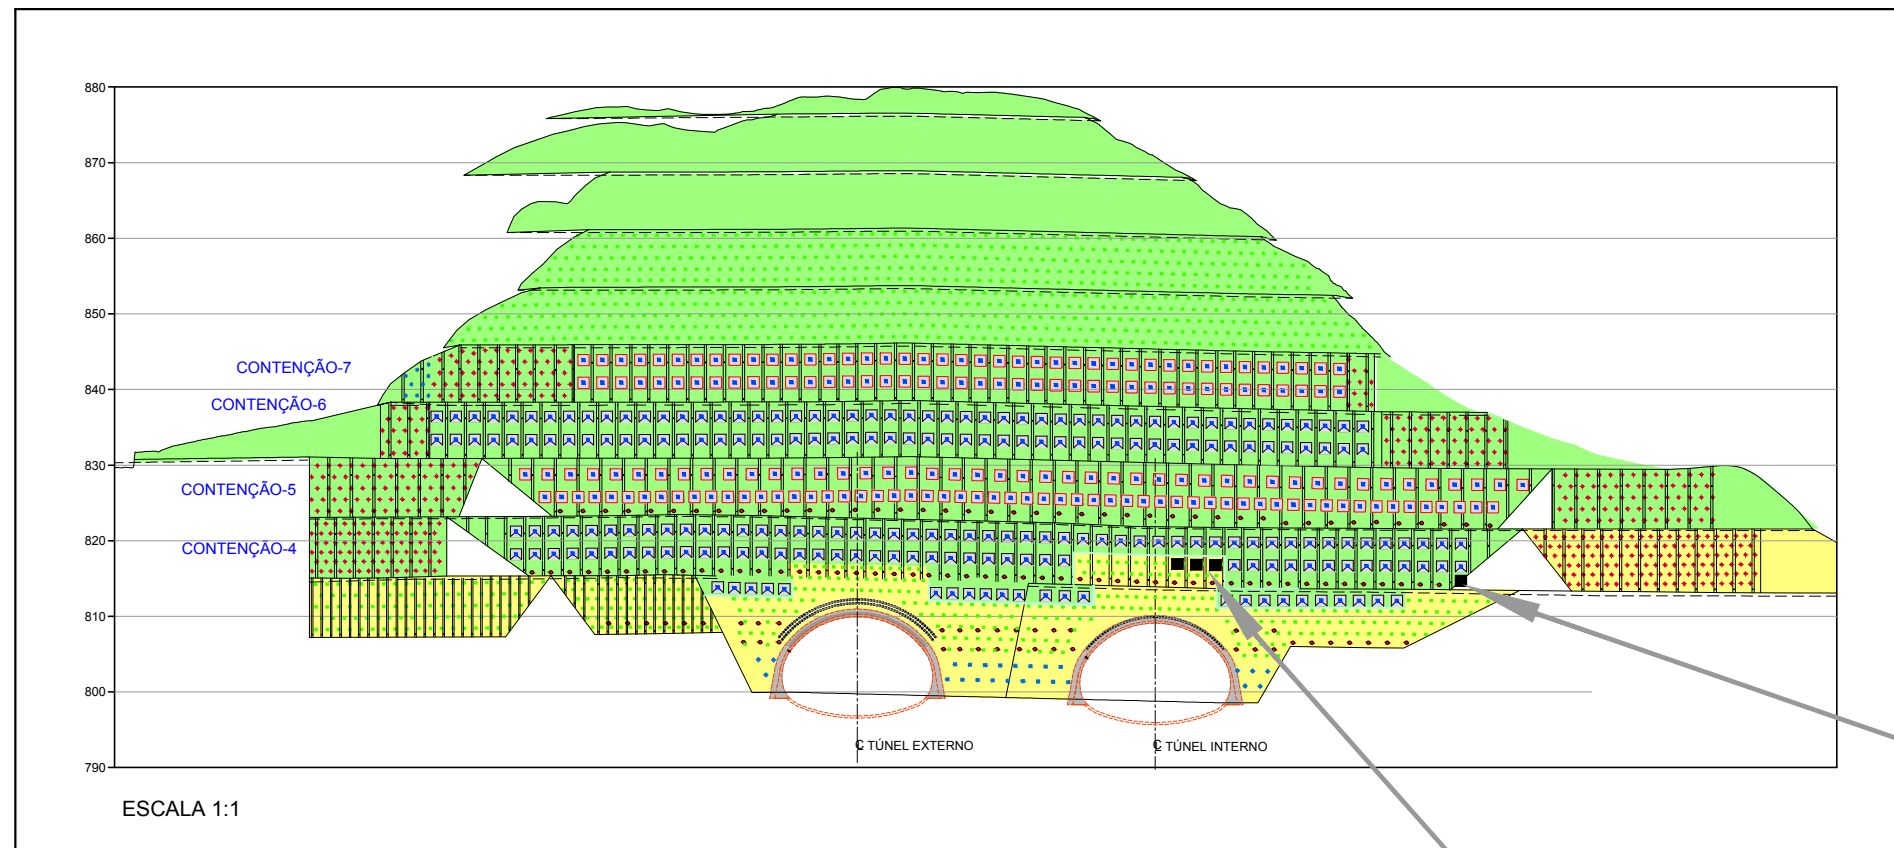 880
870
860
850
CONTENÇÃO-7
840
CONTENÇÃO-6
830
CONTENÇÃO-5
820
CONTENÇÃO-4
810
800
℄ TÚNEL EXTERNO
℄ TÚNEL INTERNO
790
ESCALA 1:1